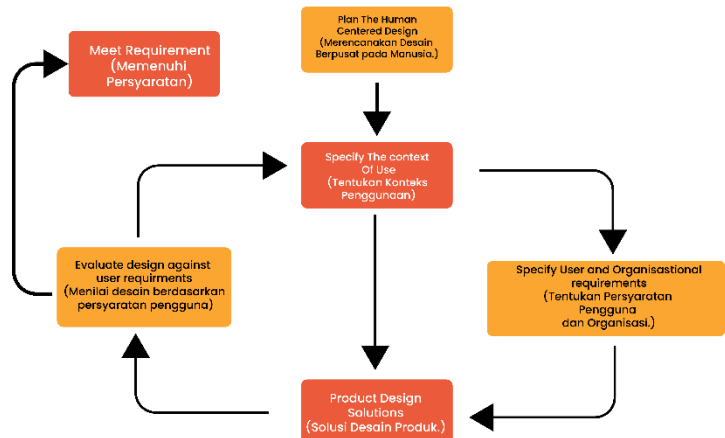 Plan The Human
Centered Design
(Merencanakan Desain
Berpusat pada Manusia.)
Meet Requirement
(Memenuhi
Persyaratan)
Specify The context
Of Use
(Tentukan Konteks
Penggunaan)
Evaluate design against
user requirments
(Menilai desain berdasarkan
persyaratan pengguna)
Specify User and Organisastional
requirements
(Tentukan Persyaratan
Pengguna
dan Organisasi.)
Product Design
Solutions
(Solusi Desain Produk.)